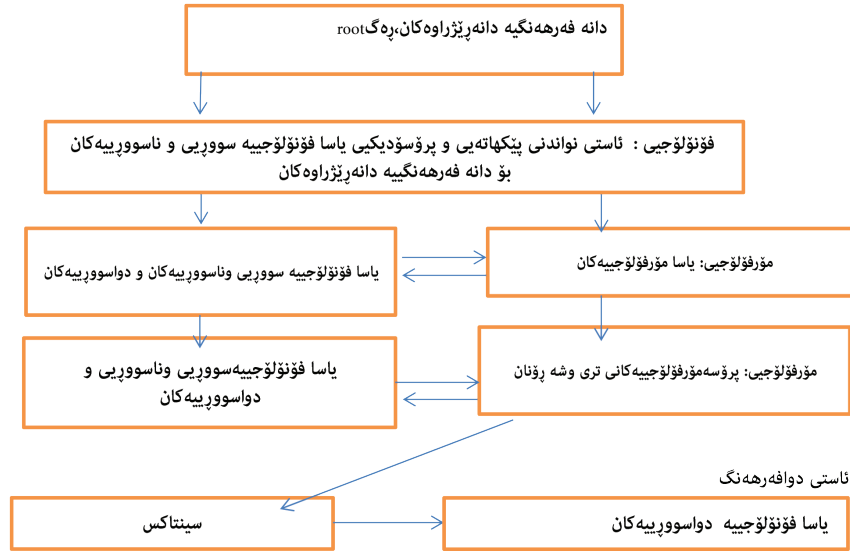 دانە فەرهەنگیە دانەڕێژراوەکان،ڕەگroot
فۆنۆلۆجیی : ئاستی نواندنی پێکهاتەیی و پرۆسۆدیکیی یاسا فۆنۆلۆجییە سووڕیی و ناسووڕییەکان
بۆ دانە فەرهەنگییە دانەڕێژراوەکان
مۆرفۆلۆجیی: یاسا مۆرفۆلۆجییەکان
یاسا فۆنۆلۆجییە سووڕیی وناسووڕییەکان و دواسووڕییەکان
مۆرفۆلۆجیی: پرۆسەمۆرفۆلۆجییەکانی تری وشە ڕۆنان
یاسا فۆنۆلۆجییەسووڕیی وناسووڕیی و
دواسووڕییەکان
ئاستی دوافەرهەنگ
یاسا فۆنۆلۆجییە دواسووڕییەکان
سینتاکس